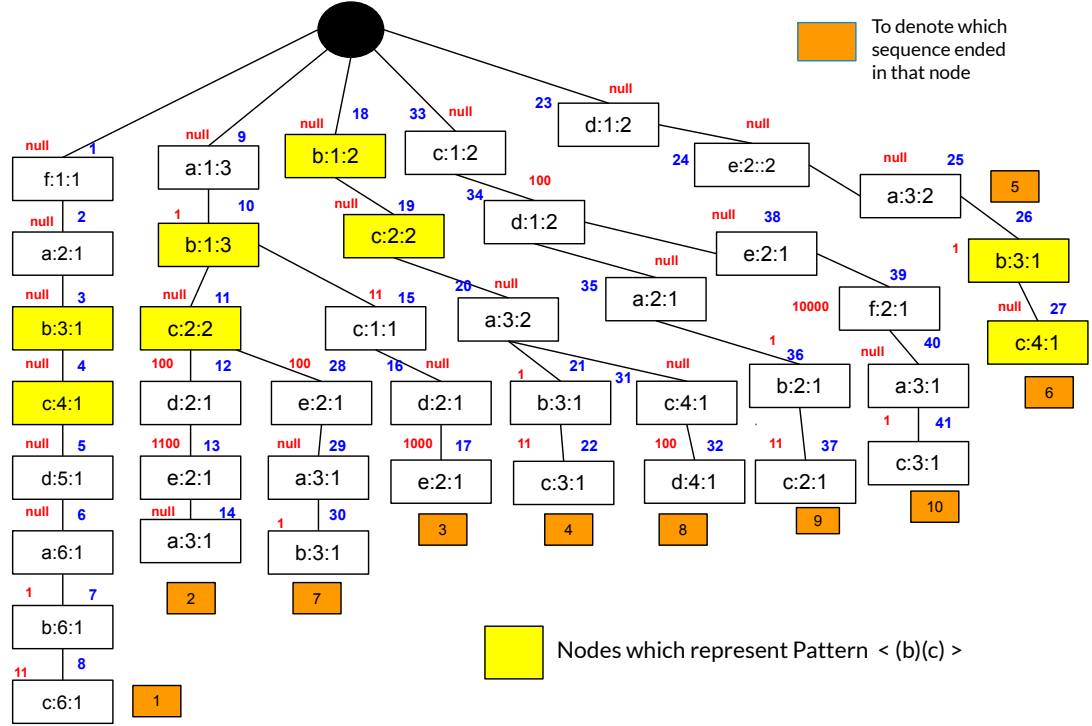 To denote which
sequence ended
in that node
null 1
f:1:1
null 2
a:2:1
null 3
b:3:1
null 4
c:4:1
null 5
d:5:1
null 6
a:6:1
1 7
b:6:1
11 8
c:6:1
1
null 9
a:1:3
1 10
b:1:3
null 11
c:2:2
100 12
d:2:1
1100 13
e:2:1
null 14
a:3:1
2
100 28
e:2:1
null 29
a:3:1
1 30
b:3:1
7
11 15
c:1:1
16 null
d:2:1
1000 17
e:2:1
3
null 18
b:1:2
null 19
c:2:2
20 null
a:3:2
1 21
b:3:1
11 22
c:3:1
4
31 null
c:4:1
100 32
d:4:1
8
33 null
c:1:2
34 100
d:1:2
35 null
a:2:1
1 36
b:2:1
11 37
c:2:1
9
null 38
e:2:1
10000 39
f:2:1
null 40
a:3:1
1 41
c:3:1
10
23 null
d:1:2
24 null
e:2::2
null 25
a:3:2
5
1 26
b:3:1
null 27
c:4:1
6
Nodes which represent Pattern < (b)(c) >